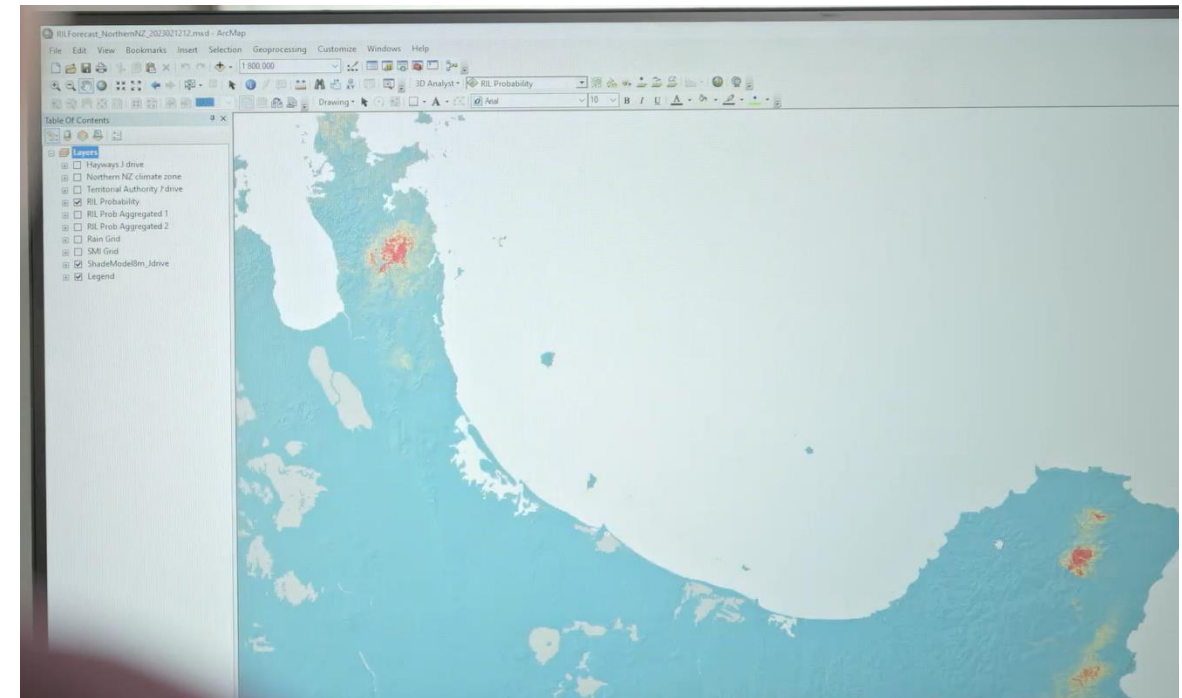 RILForecast_NorthernNZ_2023021212.mxd - ArcMap
File Edit View Bookmarks Insert Selection Geoprocessing Customize Windows Help
1:800,000
3D Analyst RIL Probability
Drawing A Arial 10 B I U A
Table Of Contents
Layers
Hayways J drive
Northern NZ climate zone
Territorial Authority J drive
RIL Probability
RIL Prob Aggregated 1
RIL Prob Aggregated 2
Rain Grid
SMI Grid
ShadeModel8m_Jdrive
Legend